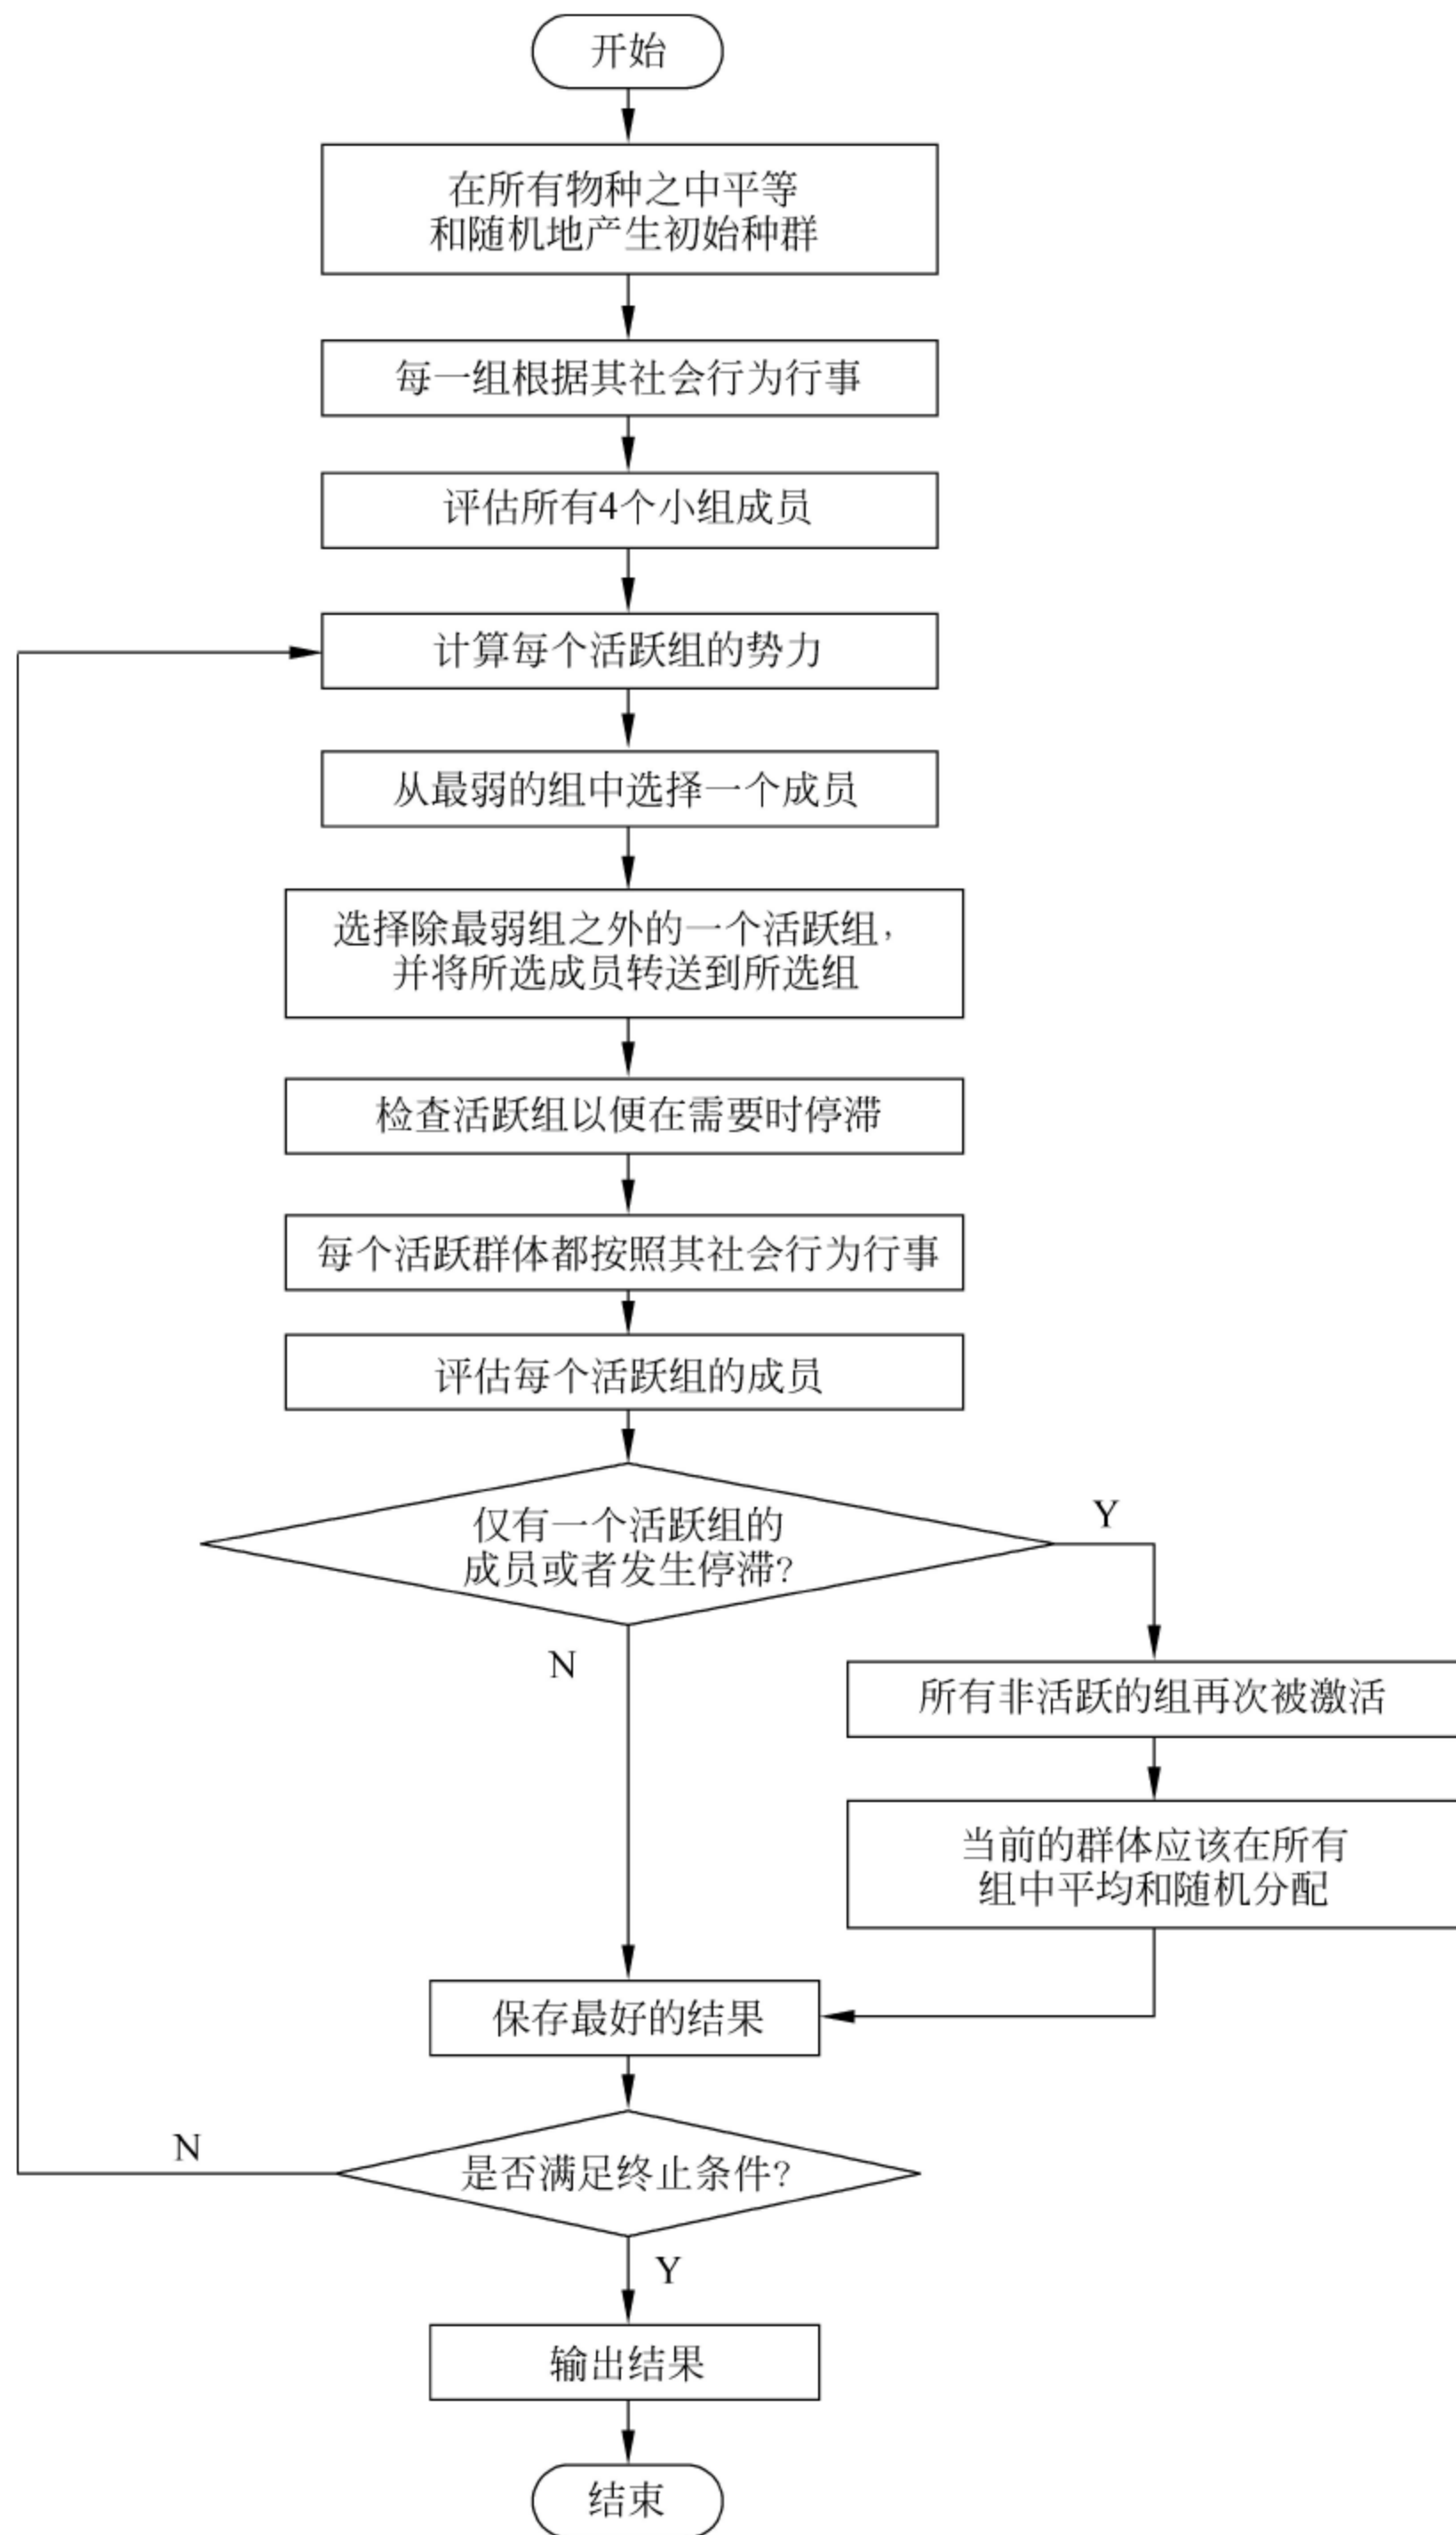 开始
在所有物种之中平等
和随机地产生初始种群
每一组根据其社会行为行事
评估所有4个小组成员
计算每个活跃组的势力
从最弱的组中选择一个成员
选择除最弱组之外的一个活跃组，
并将所选成员转送到所选组
检查活跃组以便在需要时停滞
每个活跃群体都按照其社会行为行事
评估每个活跃组的成员
仅有一个活跃组的
成员或者发生停滞?
Y
N
所有非活跃的组再次被激活
当前的群体应该在所有
组中平均和随机分配
保存最好的结果
N
是否满足终止条件?
Y
输出结果
结束